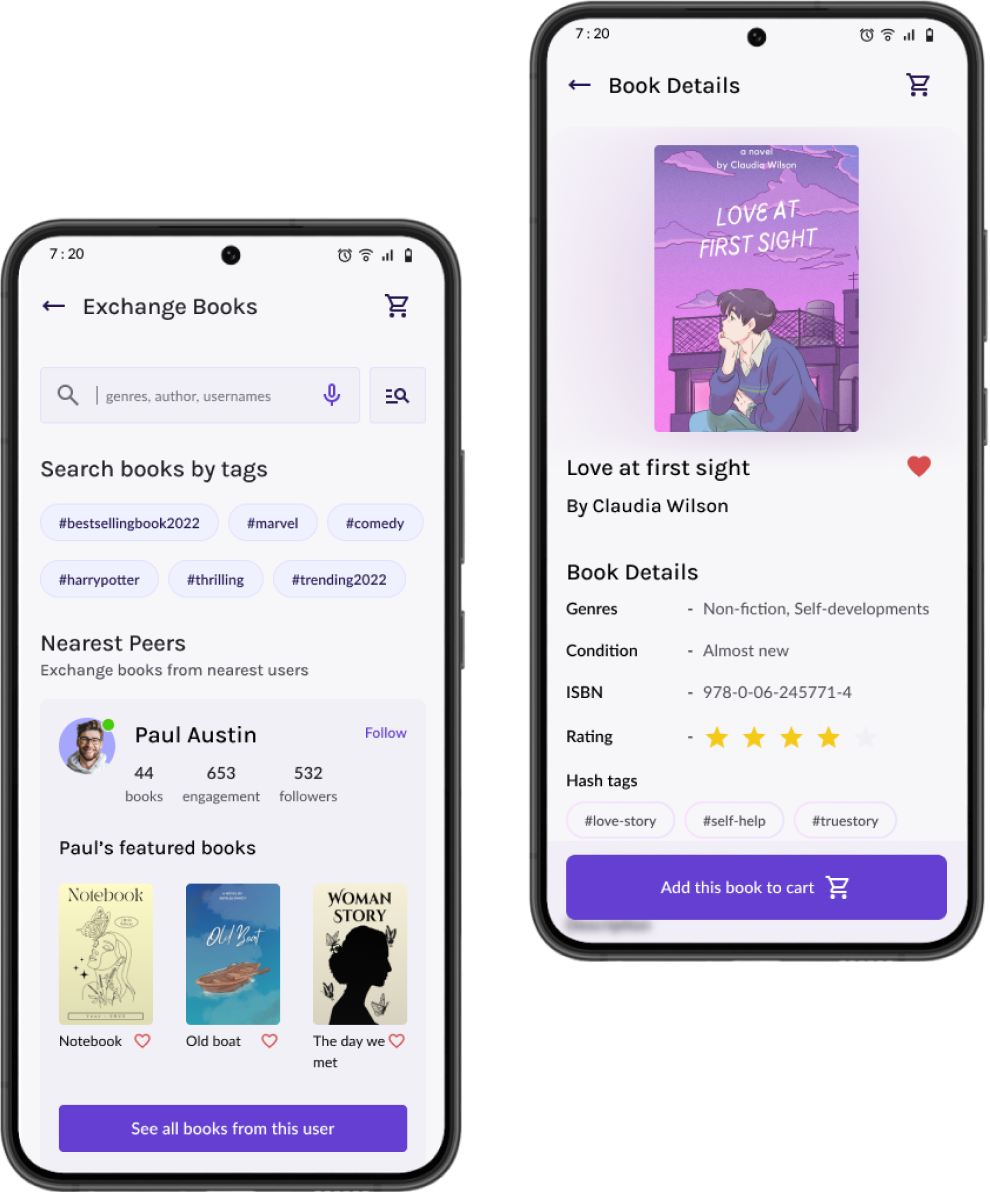 7 : 20
Exchange Books
genres, author, usernames
Search books by tags
#bestsellingbook2022 #marvel #comedy
#harrypotter #thrilling #trending2022
Nearest Peers
Exchange books from nearest users
Paul Austin Follow
44 653 532
books engagement followers
Paul’s featured books
Notebook
WOMAN
STORY
Old Boat
Notebook Old boat The day we
met
See all books from this user
7 : 20
Book Details
a novel
by Claudia Wilson
LOVE AT
FIRST SIGHT
Love at first sight
By Claudia Wilson
Book Details
Genres - Non-fiction, Self-developments
Condition - Almost new
ISBN - 978-0-06-245771-4
Rating -
Hash tags
#love-story #self-help #truestory
Add this book to cart
Description